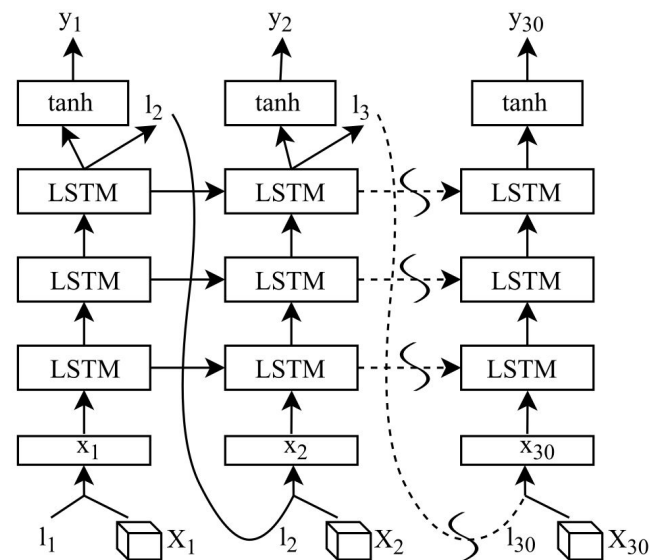 y₁ y₂ y₃₀
tanh l₂ tanh l₃ tanh
LSTM LSTM LSTM
LSTM LSTM LSTM
LSTM LSTM LSTM
x₁ x₂ x₃₀
l₁ X₁ l₂ X₂ l₃₀ X₃₀